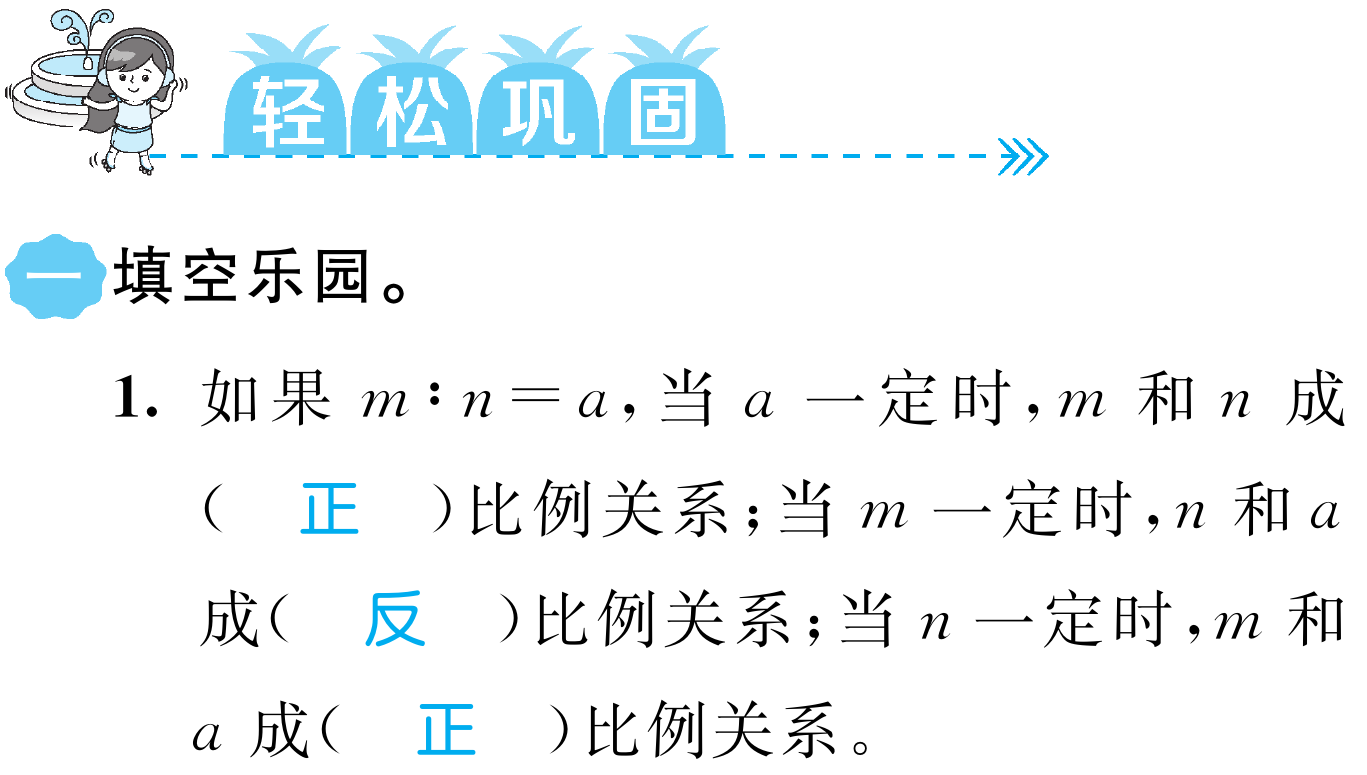 轻松巩固
一 填空乐园。
1. 如果 m∶n=a,当 a 一定时,m 和 n 成
( 正 )比例关系;当 m 一定时,n 和 a
成( 反 )比例关系;当 n 一定时,m 和
a 成( 正 )比例关系。